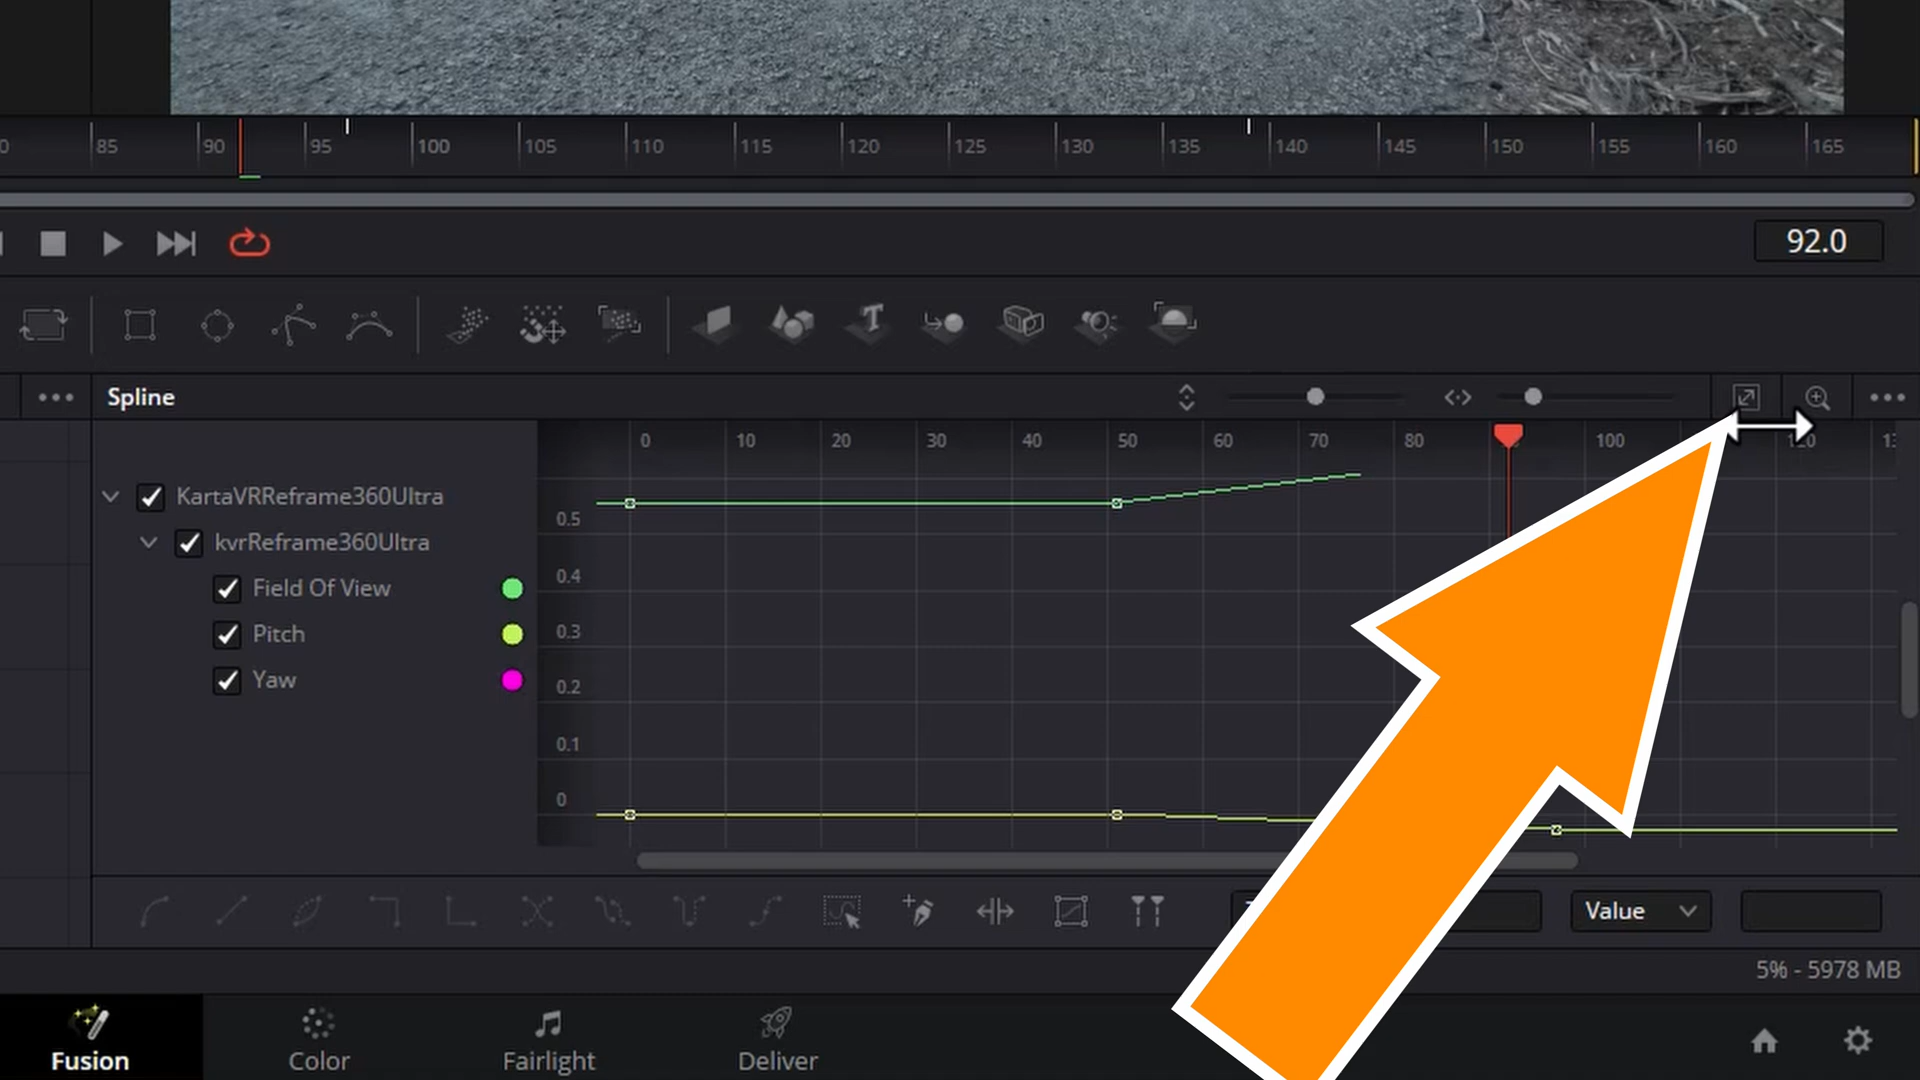 85 90 95 100 105 110 115 120 125 130 135 140 145 150 155 160 165
92.0
Spline
0 10 20 30 40 50 60 70 80 100
KartaVRReframe360Ultra
0.5
kvrReframe360Ultra
0.4
Field Of View
0.3
Pitch
0.2
Yaw
0.1
0
Value
5% - 5978 MB
Fusion Color Fairlight Deliver